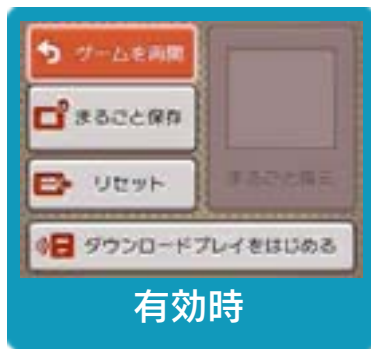 ゲームを再開
まるごと保存
まるごと復元
リセット
ダウンロードプレイをはじめる
有効時